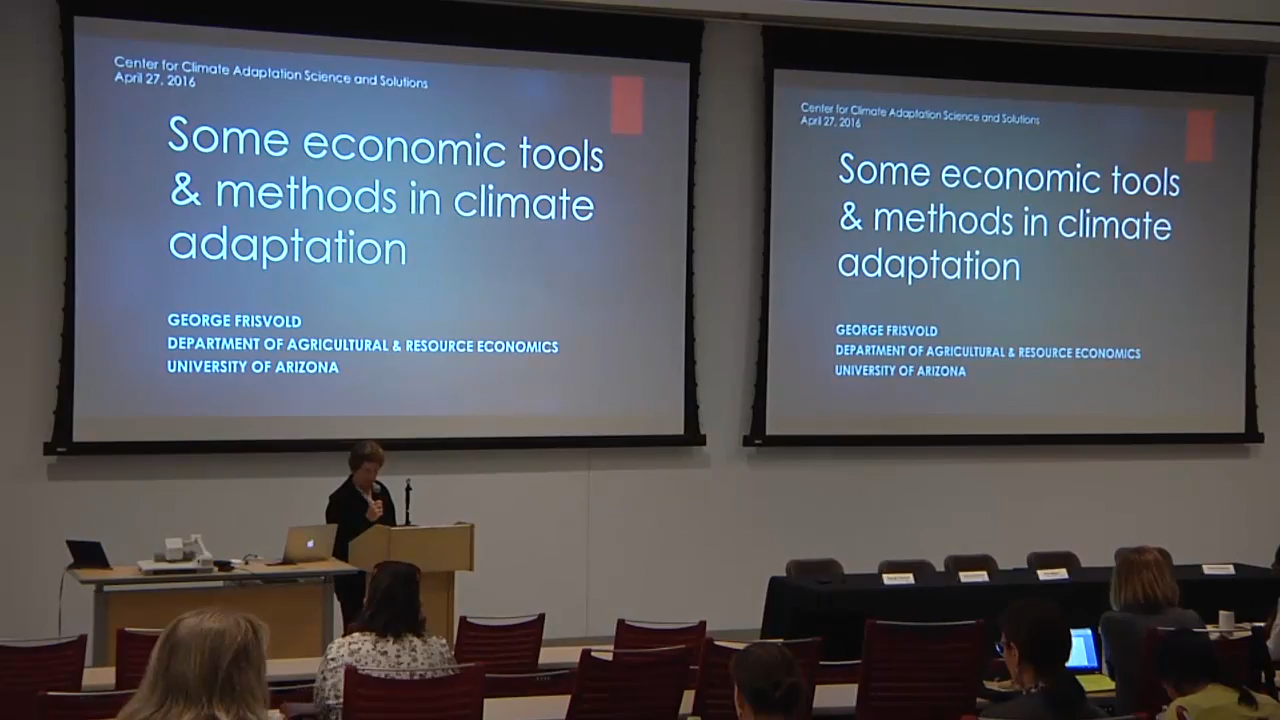 Center for Climate Adaptation Science and Solutions
April 27, 2016
Some economic tools
& methods in climate
adaptation
GEORGE FRISVOLD
DEPARTMENT OF AGRICULTURAL & RESOURCE ECONOMICS
UNIVERSITY OF ARIZONA
Center for Climate Adaptation Science and Solutions
April 27, 2016
Some economic tools
& methods in climate
adaptation
GEORGE FRISVOLD
DEPARTMENT OF AGRICULTURAL & RESOURCE ECONOMICS
UNIVERSITY OF ARIZONA